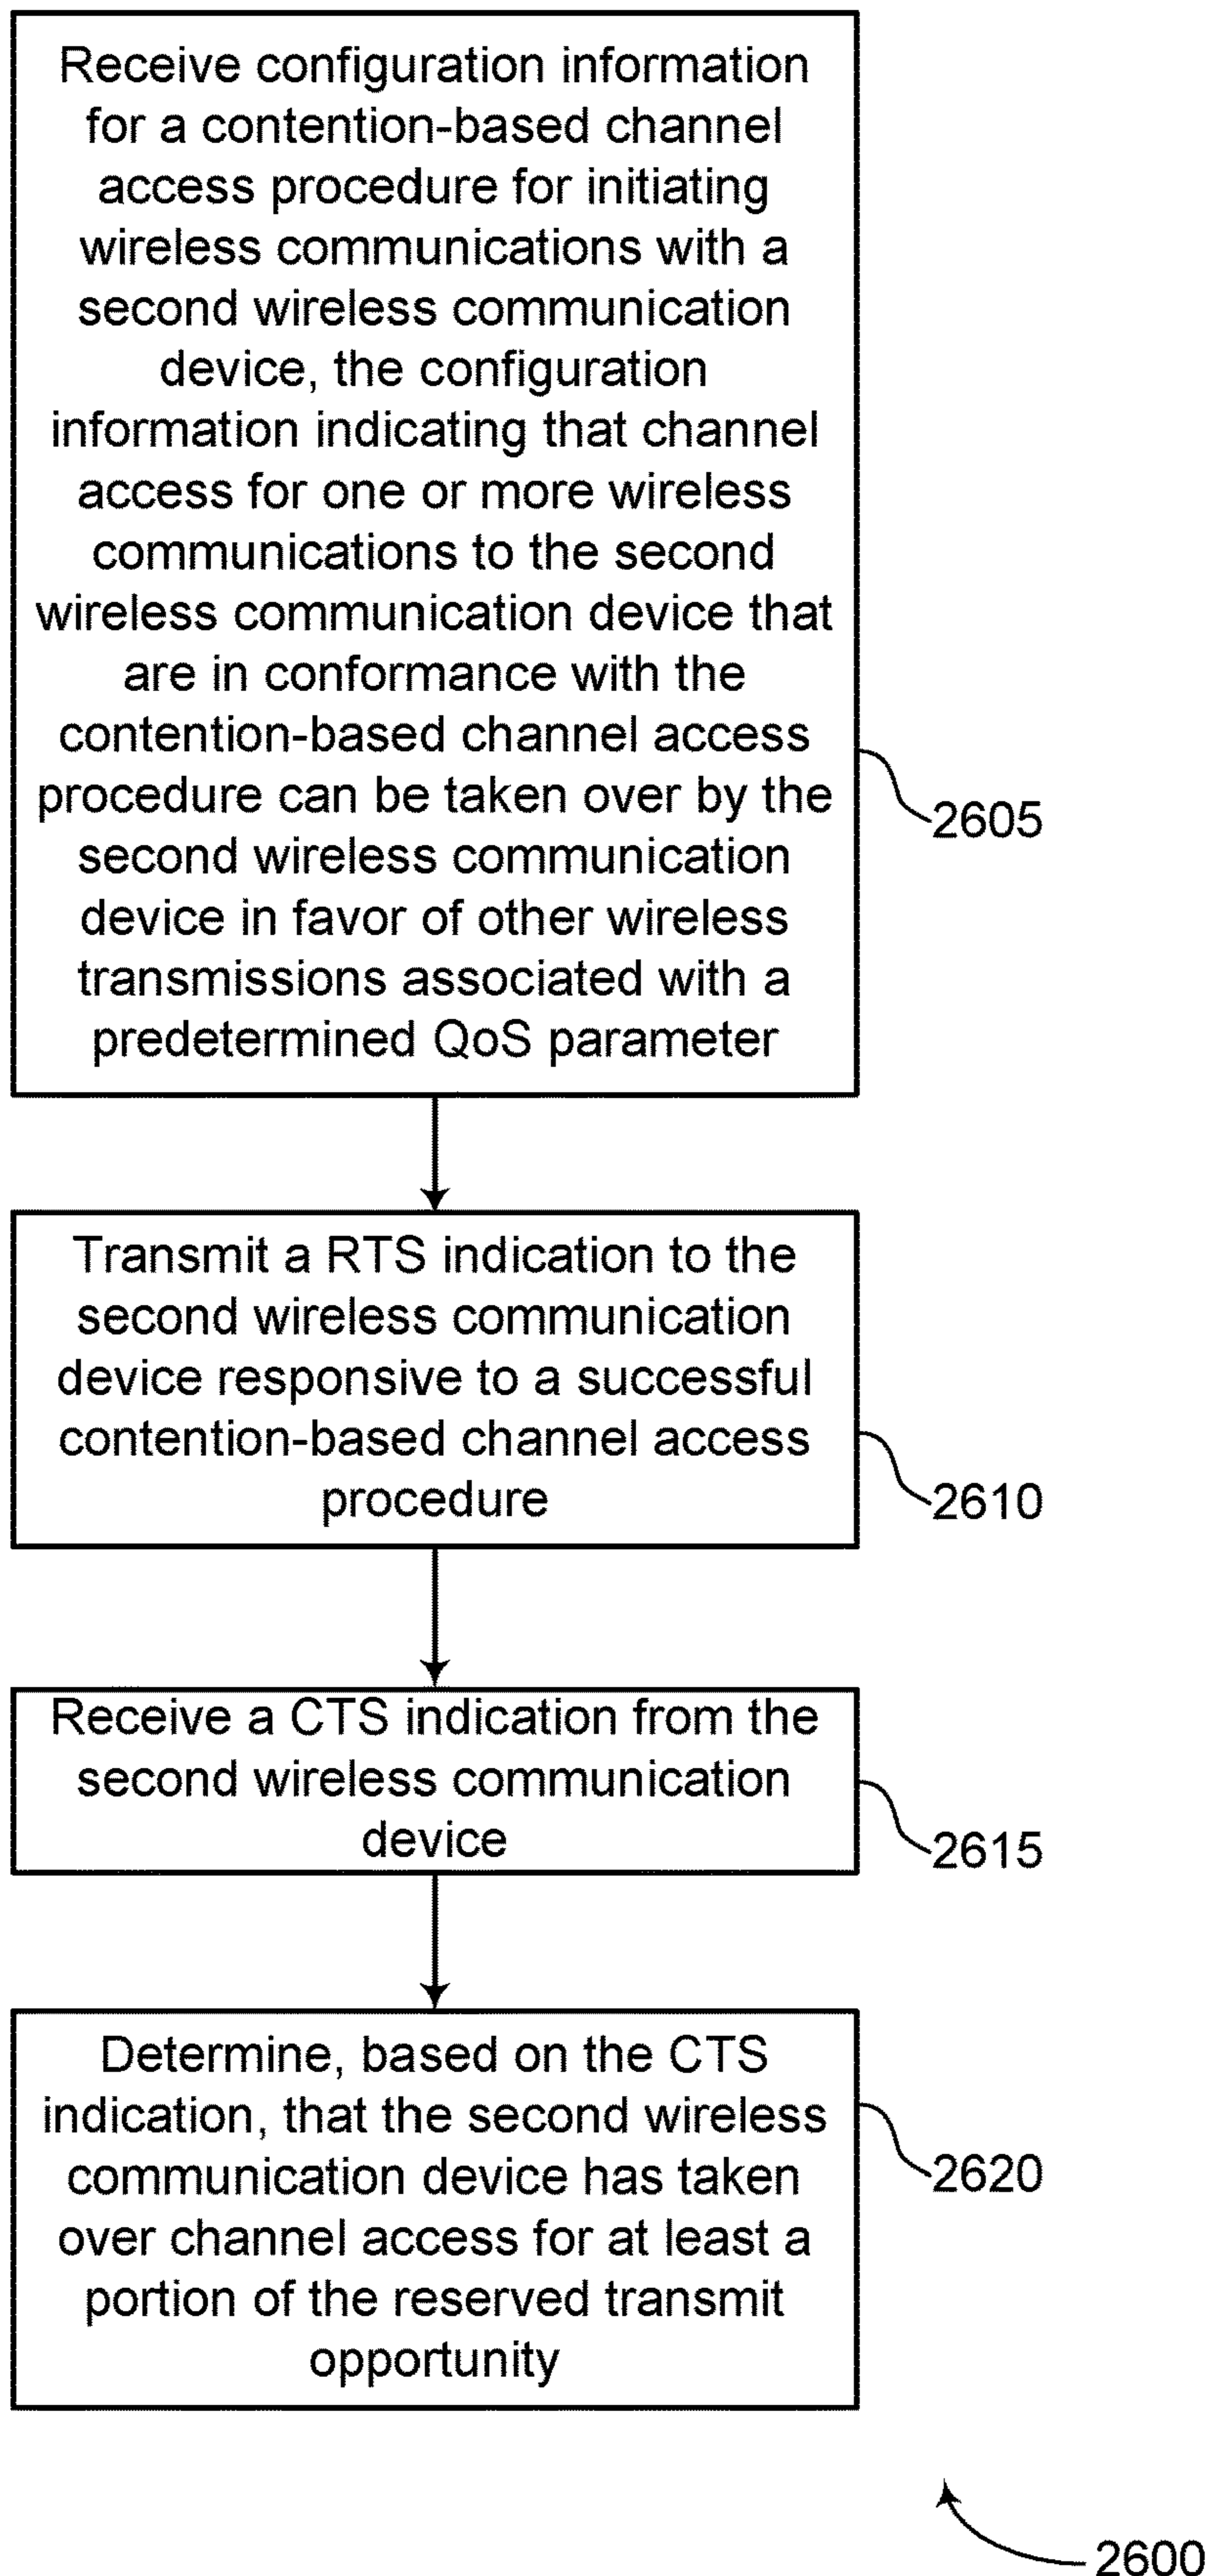 Receive configuration information
for a contention-based channel
access procedure for initiating
wireless communications with a
second wireless communication
device, the configuration
information indicating that channel
access for one or more wireless
communications to the second
wireless communication device that
are in conformance with the
contention-based channel access
procedure can be taken over by the
second wireless communication
device in favor of other wireless
transmissions associated with a
predetermined QoS parameter
2605
Transmit a RTS indication to the
second wireless communication
device responsive to a successful
contention-based channel access
procedure
2610
Receive a CTS indication from the
second wireless communication
device
2615
Determine, based on the CTS
indication, that the second wireless
communication device has taken
over channel access for at least a
portion of the reserved transmit
opportunity
2620
2600